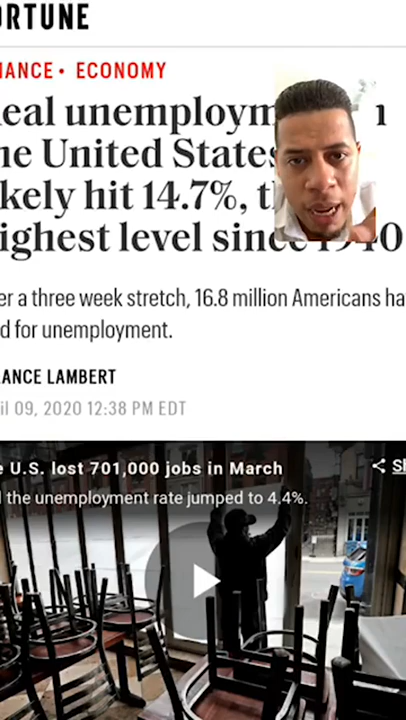 ORTUNE
NANCE • ECONOMY
eal unemploym
he United States
kely hit 14.7%, t
ighest level since 1940
er a three week stretch, 16.8 million Americans ha
d for unemployment.
ANCE LAMBERT
il 09, 2020 12:38 PM EDT
e U.S. lost 701,000 jobs in March
d the unemployment rate jumped to 4.4%.